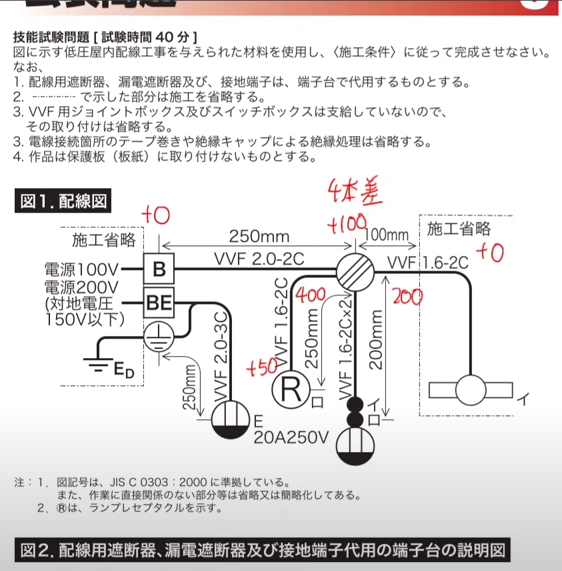 技能試験問題 [ 試験時間 40 分 ]
図に示す低圧屋内配線工事を与えられた材料を使用し、〈施工条件〉に従って完成させなさい。
なお、
1. 配線用遮断器、漏電遮断器及び、接地端子は、端子台で代用するものとする。
2. で示した部分は施工を省略する。
3. VVF 用ジョイントボックス及びスイッチボックスは支給していないので、
その取り付けは省略する。
3. 電線接続箇所のテープ巻きや絶縁キャップによる絶縁処理は省略する。
4. 作品は保護板（板紙）に取り付けないものとする。
図1. 配線図
+0
4本差
+100
施工省略
250mm
100mm
施工省略
電源100V
B
VVF 2.0-2C
VVF 1.6-2C
+0
電源200V
(対地電圧
150V以下)
BE
400
200
VVF 1.6-2C
250mm
VVF 1.6-2C×2
200mm
ED
VVF 2.0-3C
250mm
+50
R
ロ
イ
ロ
イ
E
20A250V
注：1．図記号は、JIS C 0303：2000 に準拠している。
また、作業に直接関係のない部分等は省略又は簡略化してある。
2．Ⓡは、ランプレセプタクルを示す。
図2. 配線用遮断器、漏電遮断器及び接地端子代用の端子台の説明図